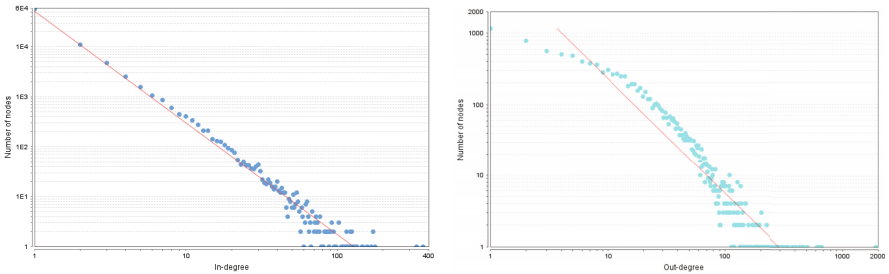 6E4
1E4
1E3
1E2
1E1
1
Number of nodes
1 10 100 400
In-degree
2000
1000
100
10
1
Number of nodes
1 10 100 1000 2000
Out-degree